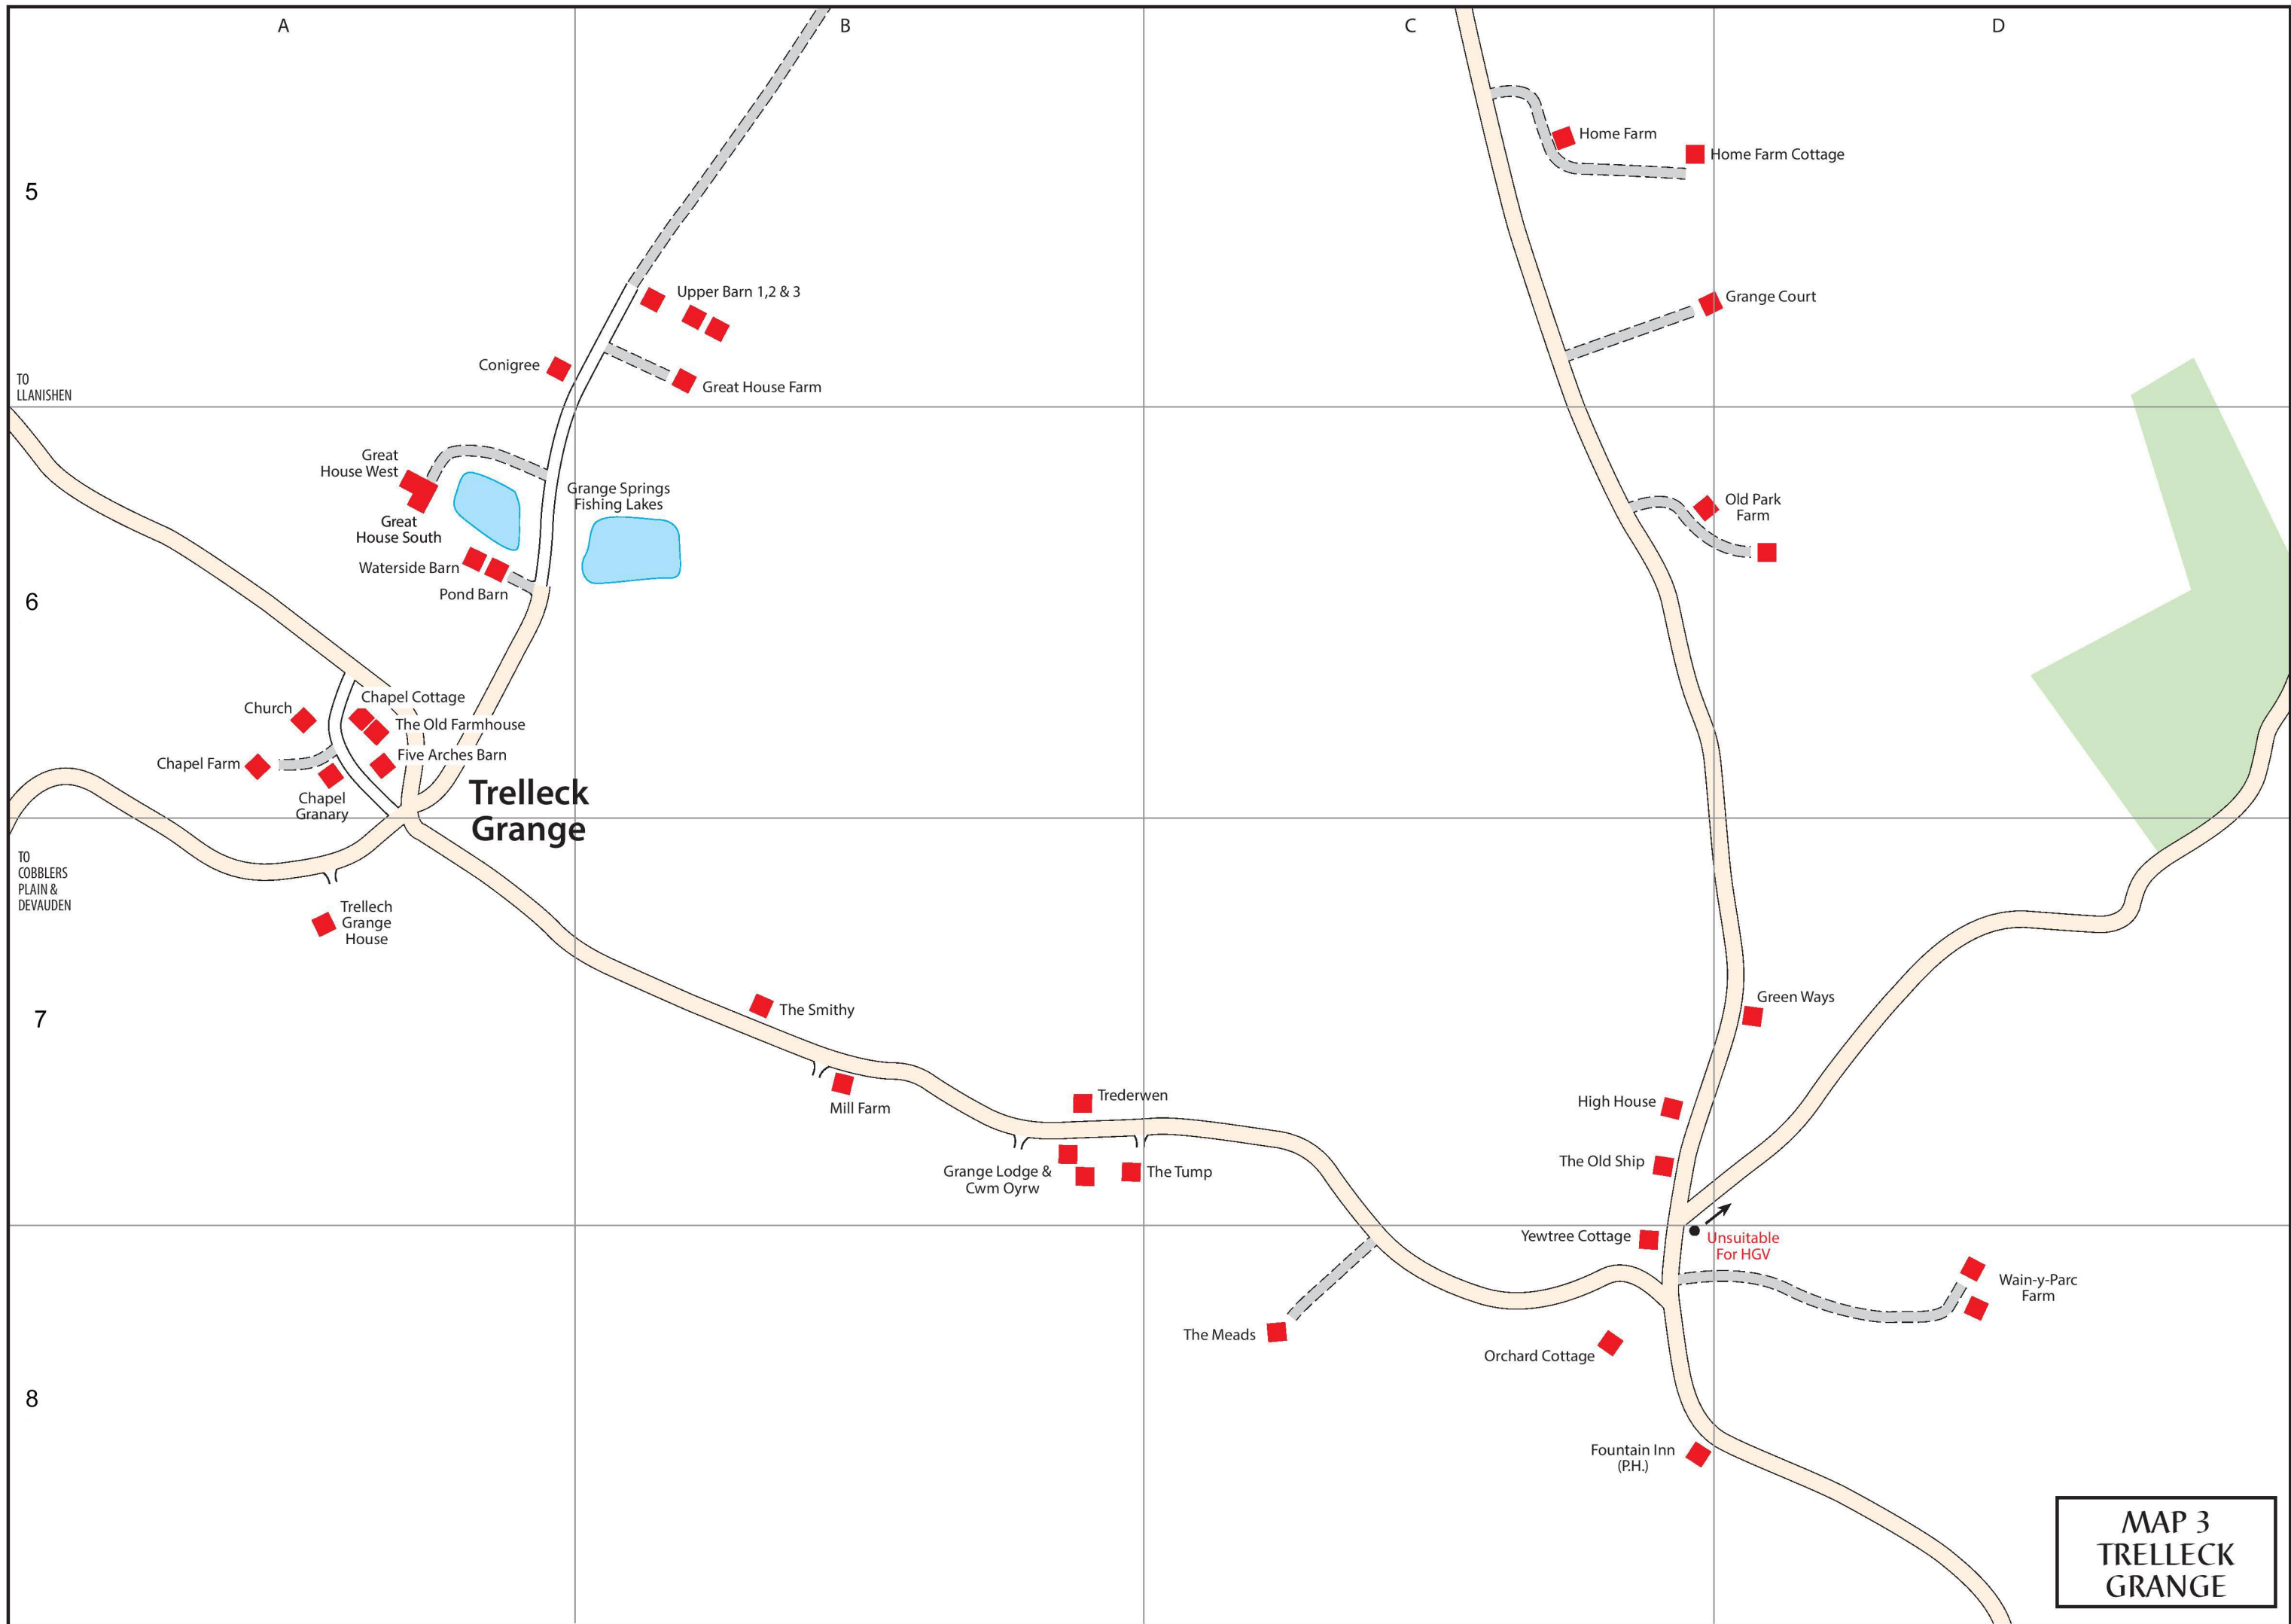 A
B
C
D
5
6
7
8
Home Farm
Home Farm Cottage
Upper Barn 1,2 & 3
Grange Court
Conigree
Great House Farm
TO
LLANISHEN
Great
House West
Grange Springs
Fishing Lakes
Great
House South
Old Park
Farm
Waterside Barn
Pond Barn
Chapel Cottage
Church
The Old Farmhouse
Five Arches Barn
Chapel Farm
Chapel
Granary
Trelleck
Grange
TO
COBBLERS
PLAIN &
DEVAUDEN
Trellech
Grange
House
The Smithy
Green Ways
Mill Farm
Trederwen
High House
Grange Lodge &
Cwm Oyrw
The Tump
The Old Ship
Yewtree Cottage
Unsuitable
For HGV
Wain-y-Parc
Farm
The Meads
Orchard Cottage
Fountain Inn
(P.H.)
MAP 3
TRELLECK
GRANGE